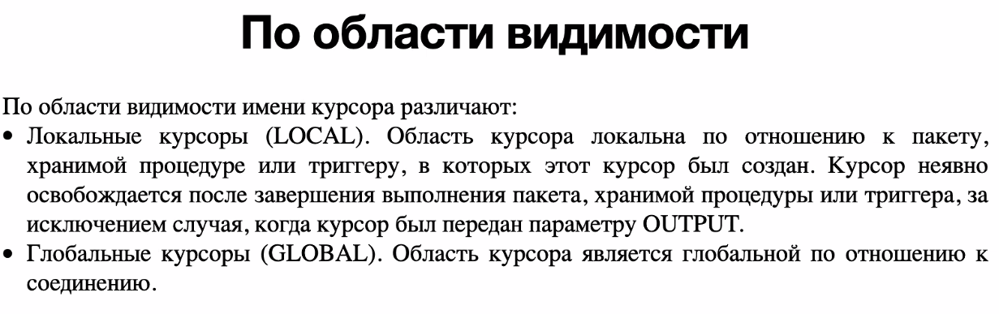 По области видимости
По области видимости имени курсора различают:
• Локальные курсоры (LOCAL). Область курсора локальна по отношению к пакету,
хранимой процедуре или триггеру, в которых этот курсор был создан. Курсор неявно
освобождается после завершения выполнения пакета, хранимой процедуры или триггера, за
исключением случая, когда курсор был передан параметру OUTPUT.
• Глобальные курсоры (GLOBAL). Область курсора является глобальной по отношению к
соединению.